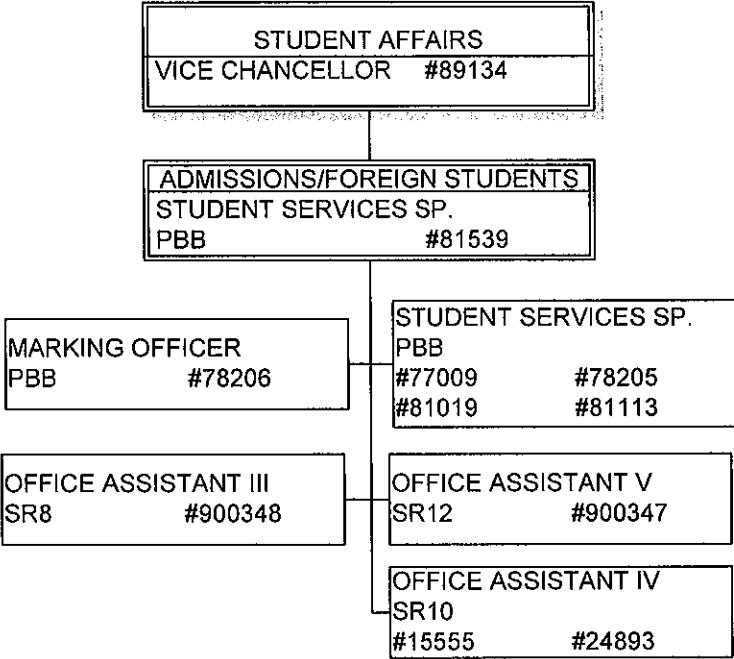 STUDENT AFFAIRS
VICE CHANCELLOR #89134
ADMISSIONS/FOREIGN STUDENTS
STUDENT SERVICES SP.
PBB #81539
MARKING OFFICER
PBB #78206
STUDENT SERVICES SP.
PBB
#77009 #78205
#81019 #81113
OFFICE ASSISTANT III
SR8 #900348
OFFICE ASSISTANT V
SR12 #900347
OFFICE ASSISTANT IV
SR10
#15555 #24893